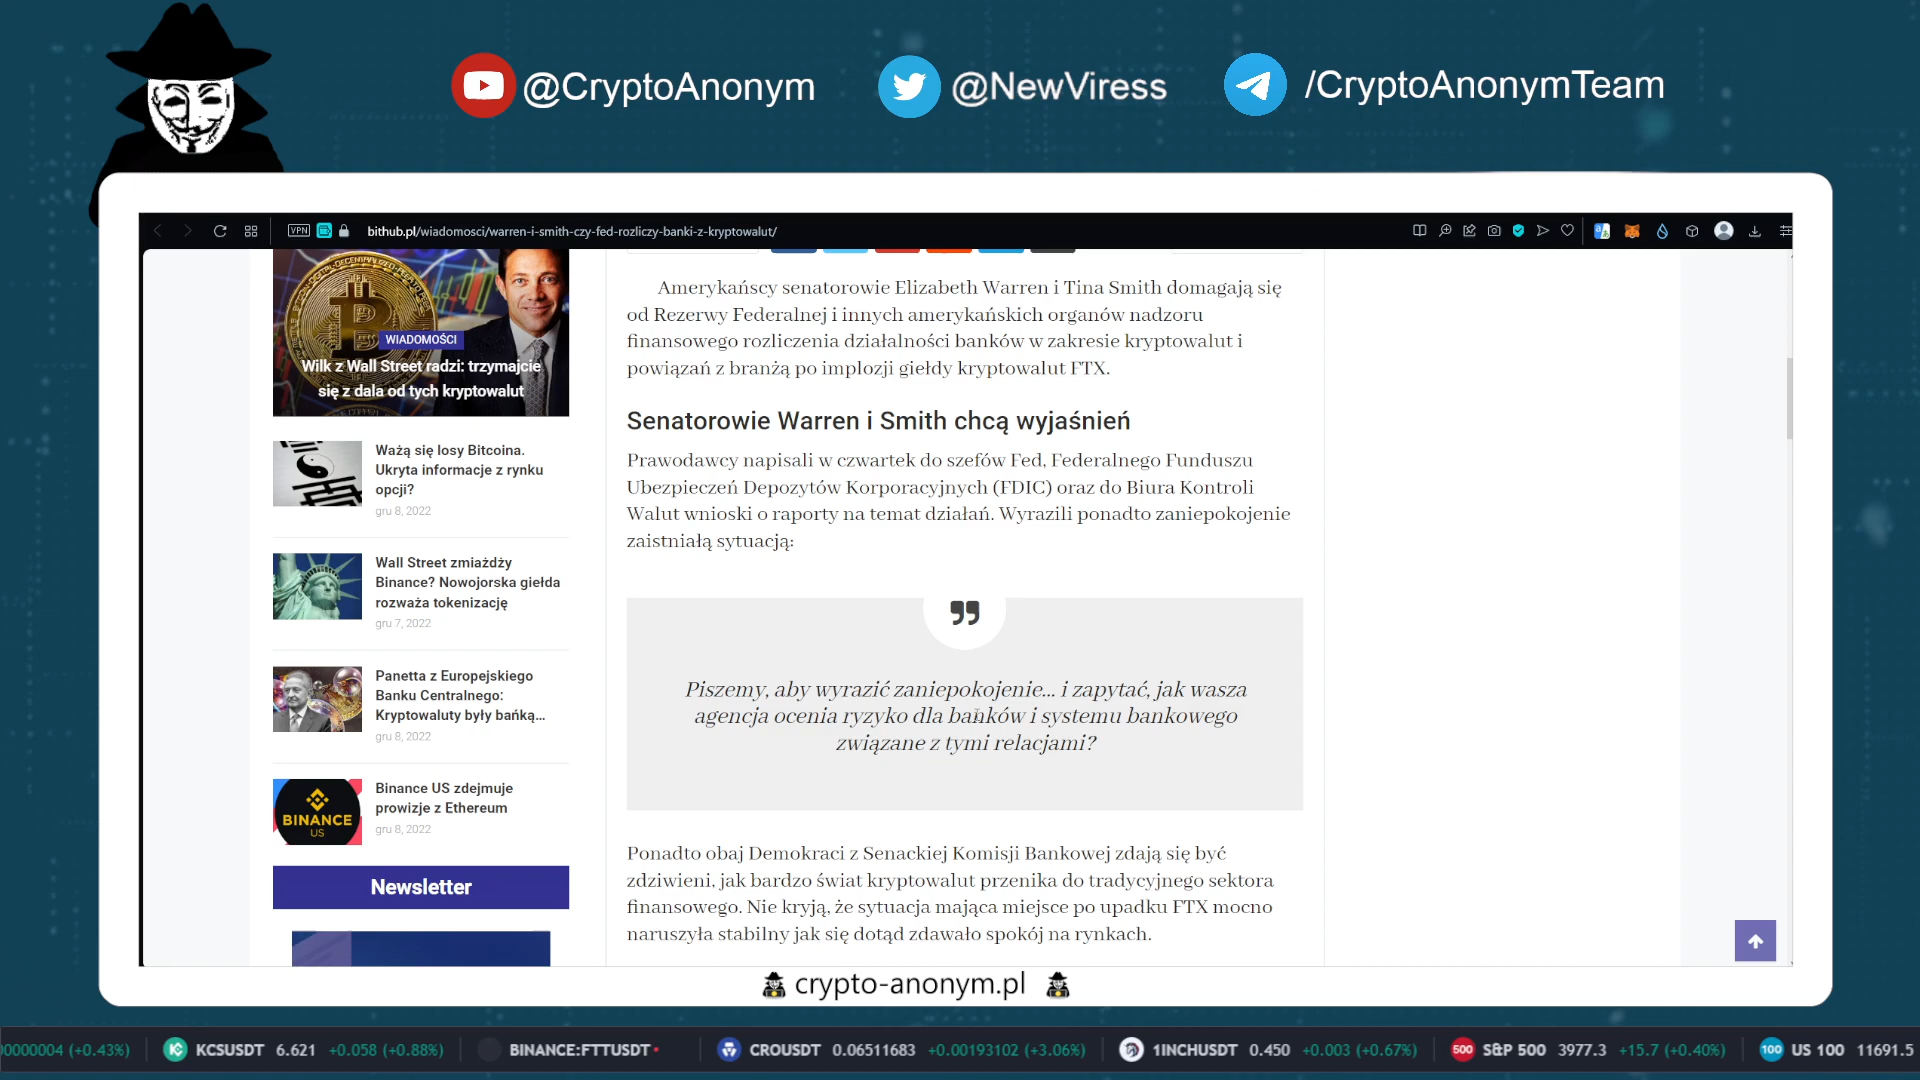 @CryptoAnonym
@NewViress
/CryptoAnonymTeam
VPN
bithub.pl/wiadomosci/warren-i-smith-czy-fed-rozliczy-banki-z-kryptowalut/
WIADOMOŚCI
Wilk z Wall Street radzi: trzymajcie
się z dala od tych kryptowalut
Ważą się losy Bitcoina.
Ukryta informacje z rynku
opcji?
gru 8, 2022
Wall Street zmiażdży
Binance? Nowojorska giełda
rozważa tokenizację
gru 7, 2022
Panetta z Europejskiego
Banku Centralnego:
Kryptowaluty były bańką...
gru 8, 2022
BINANCE
US
Binance US zdejmuje
prowizje z Ethereum
gru 8, 2022
Newsletter
Amerykańscy senatorowie Elizabeth Warren i Tina Smith domagają się
od Rezerwy Federalnej i innych amerykańskich organów nadzoru
finansowego rozliczenia działalności banków w zakresie kryptowalut i
powiązań z branżą po implozji giełdy kryptowalut FTX.
Senatorowie Warren i Smith chcą wyjaśnień
Prawodawcy napisali w czwartek do szefów Fed, Federalnego Funduszu
Ubezpieczeń Depozytów Korporacyjnych (FDIC) oraz do Biura Kontroli
Walut wnioski o raporty na temat działań. Wyrazili ponadto zaniepokojenie
zaistniałą sytuacją:
Piszemy, aby wyrazić zaniepokojenie... i zapytać, jak wasza
agencja ocenia ryzyko dla banków i systemu bankowego
związane z tymi relacjami?
Ponadto obaj Demokraci z Senackiej Komisji Bankowej zdają się być
zdziwieni, jak bardzo świat kryptowalut przenika do tradycyjnego sektora
finansowego. Nie kryją, że sytuacja mająca miejsce po upadku FTX mocno
naruszyła stabilny jak się dotąd zdawało spokój na rynkach.
crypto-anonym.pl
0000004 (+0.43%) KCSUSDT 6.621 +0.058 (+0.88%) BINANCE:FTTUSDT CROUSDT 0.06511683 +0.00193102 (+3.06%) 1INCHUSDT 0.450 +0.003 (+0.67%) 500 S&P 500 3977.3 +15.7 (+0.40%) 100 US 100 11691.5